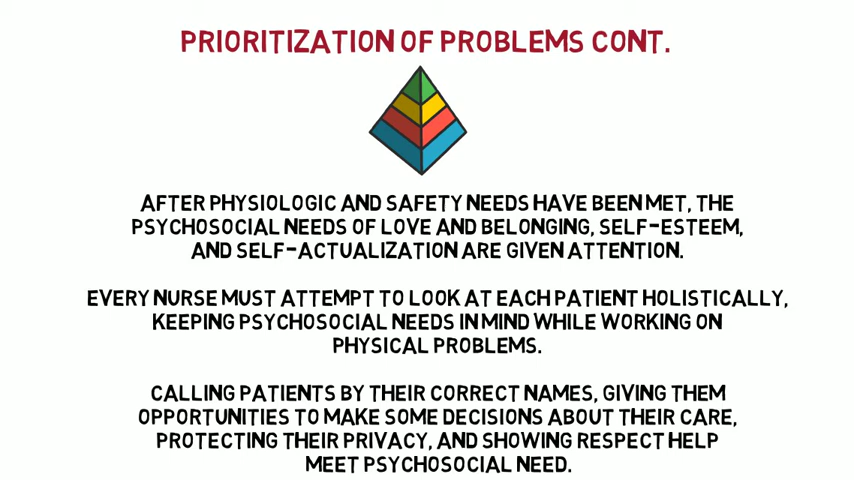 PRIORITIZATION OF PROBLEMS CONT.
AFTER PHYSIOLOGIC AND SAFETY NEEDS HAVE BEEN MET, THE
PSYCHOSOCIAL NEEDS OF LOVE AND BELONGING, SELF-ESTEEM,
AND SELF-ACTUALIZATION ARE GIVEN ATTENTION.
EVERY NURSE MUST ATTEMPT TO LOOK AT EACH PATIENT HOLISTICALLY,
KEEPING PSYCHOSOCIAL NEEDS IN MIND WHILE WORKING ON
PHYSICAL PROBLEMS.
CALLING PATIENTS BY THEIR CORRECT NAMES, GIVING THEM
OPPORTUNITIES TO MAKE SOME DECISIONS ABOUT THEIR CARE,
PROTECTING THEIR PRIVACY, AND SHOWING RESPECT HELP
MEET PSYCHOSOCIAL NEED.